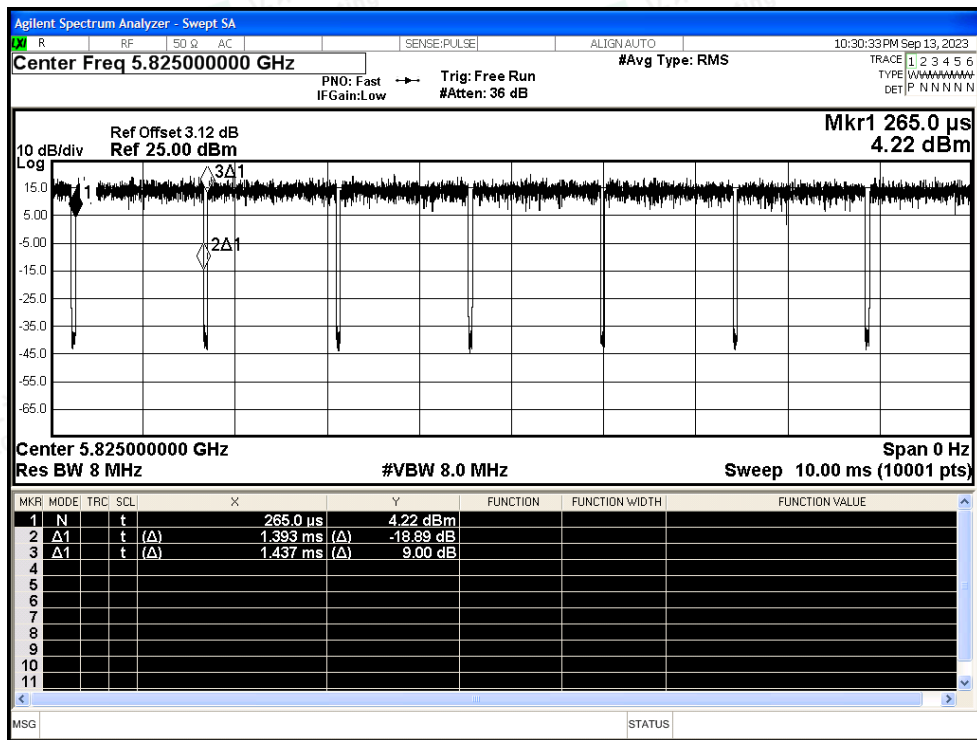 Agilent Spectrum Analyzer - Swept SA
LXI R RF 50 Ω AC SENSE:PULSE ALIGN AUTO 10:30:33 PM Sep 13, 2023
Center Freq 5.825000000 GHz #Avg Type: RMS TRACE 1 2 3 4 5 6
PNO: Fast Trig: Free Run TYPE WWWWWW
IFGain:Low #Atten: 36 dB DET P N N N N N
Mkr1 265.0 µs
Ref Offset 3.12 dB
10 dB/div Ref 25.00 dBm 4.22 dBm
Log
3Δ1
15.0 1
5.00
-5.00 2Δ1
-15.0
-25.0
-35.0
-45.0
-55.0
-65.0
Center 5.825000000 GHz Span 0 Hz
Res BW 8 MHz #VBW 8.0 MHz Sweep 10.00 ms (10001 pts)
MKR MODE TRC SCL X Y FUNCTION FUNCTION WIDTH FUNCTION VALUE
1 N t 265.0 µs 4.22 dBm
2 Δ1 t (Δ) 1.393 ms (Δ) -18.89 dB
3 Δ1 t (Δ) 1.437 ms (Δ) 9.00 dB
4
5
6
7
8
9
10
11
MSG STATUS